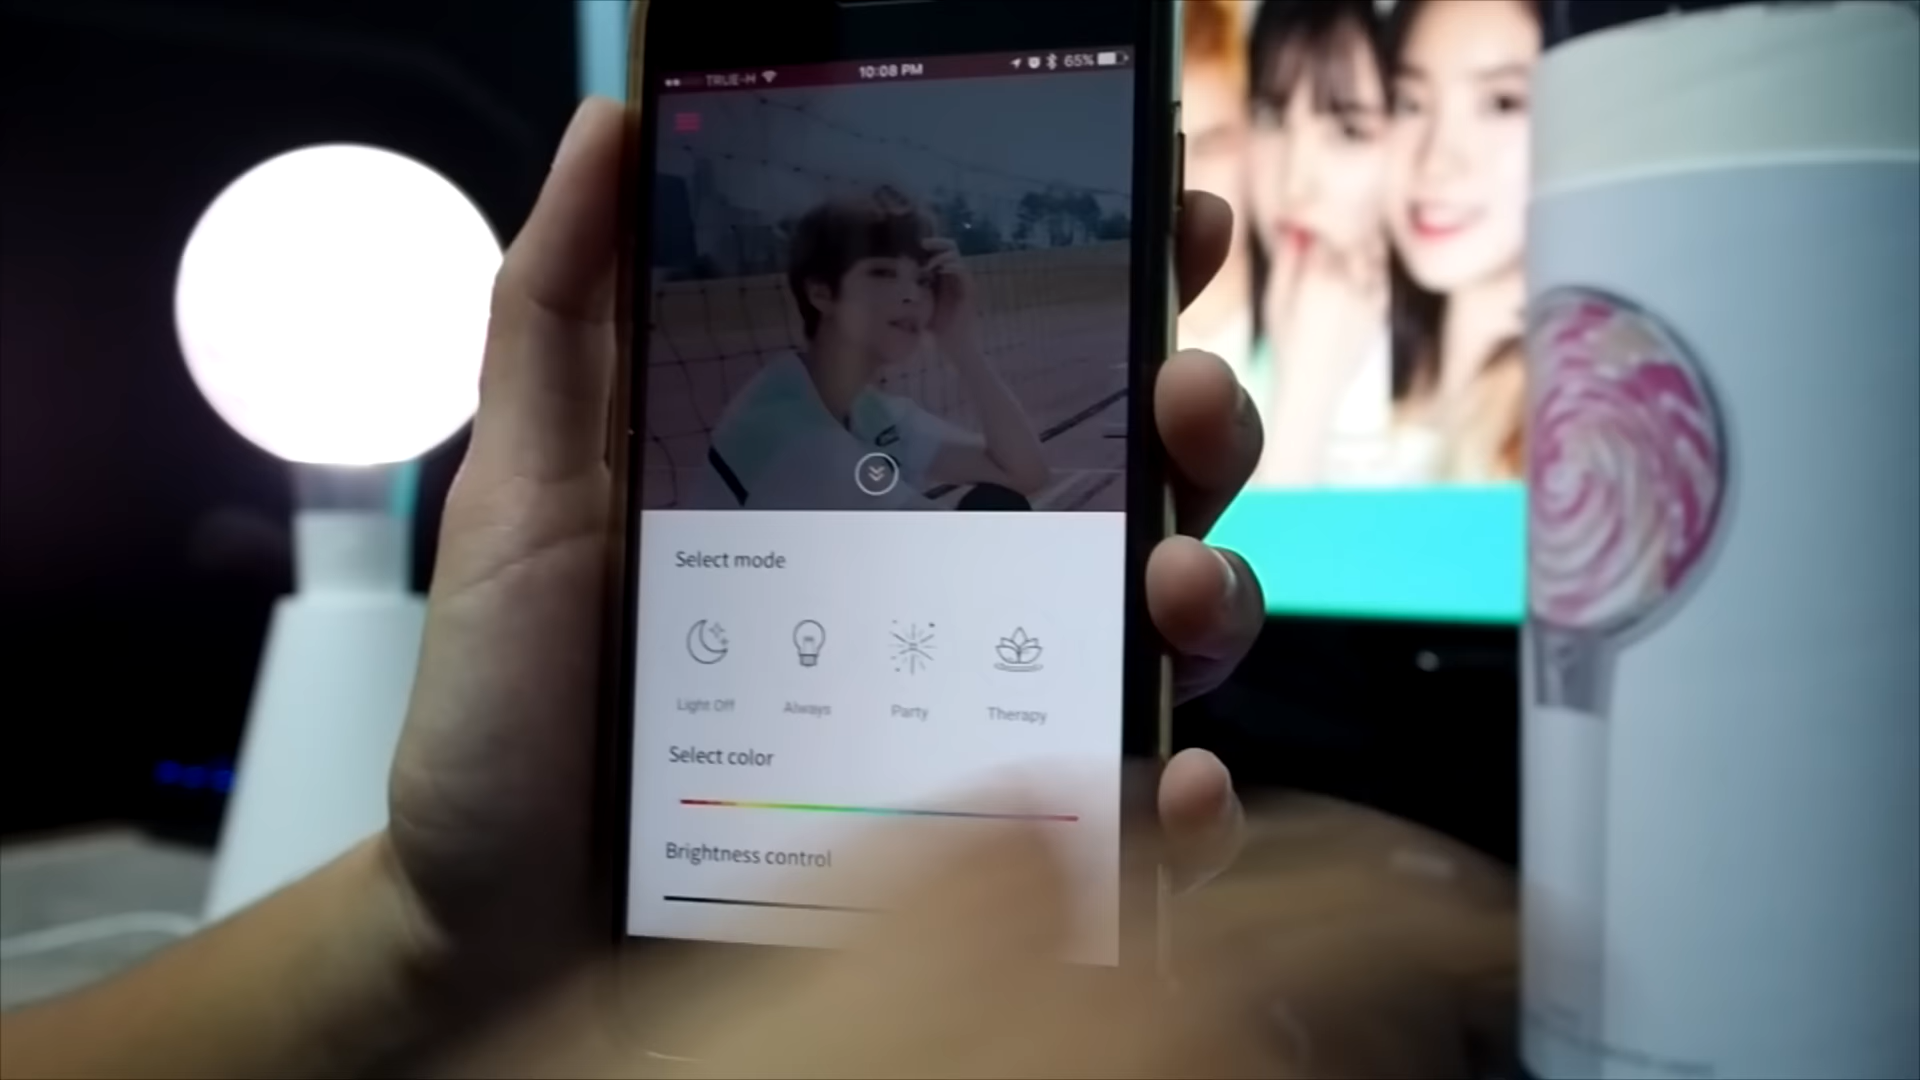 TRUE-H
10:08 PM
65%
Select mode
Light Off
Always
Party
Therapy
Select color
Brightness control